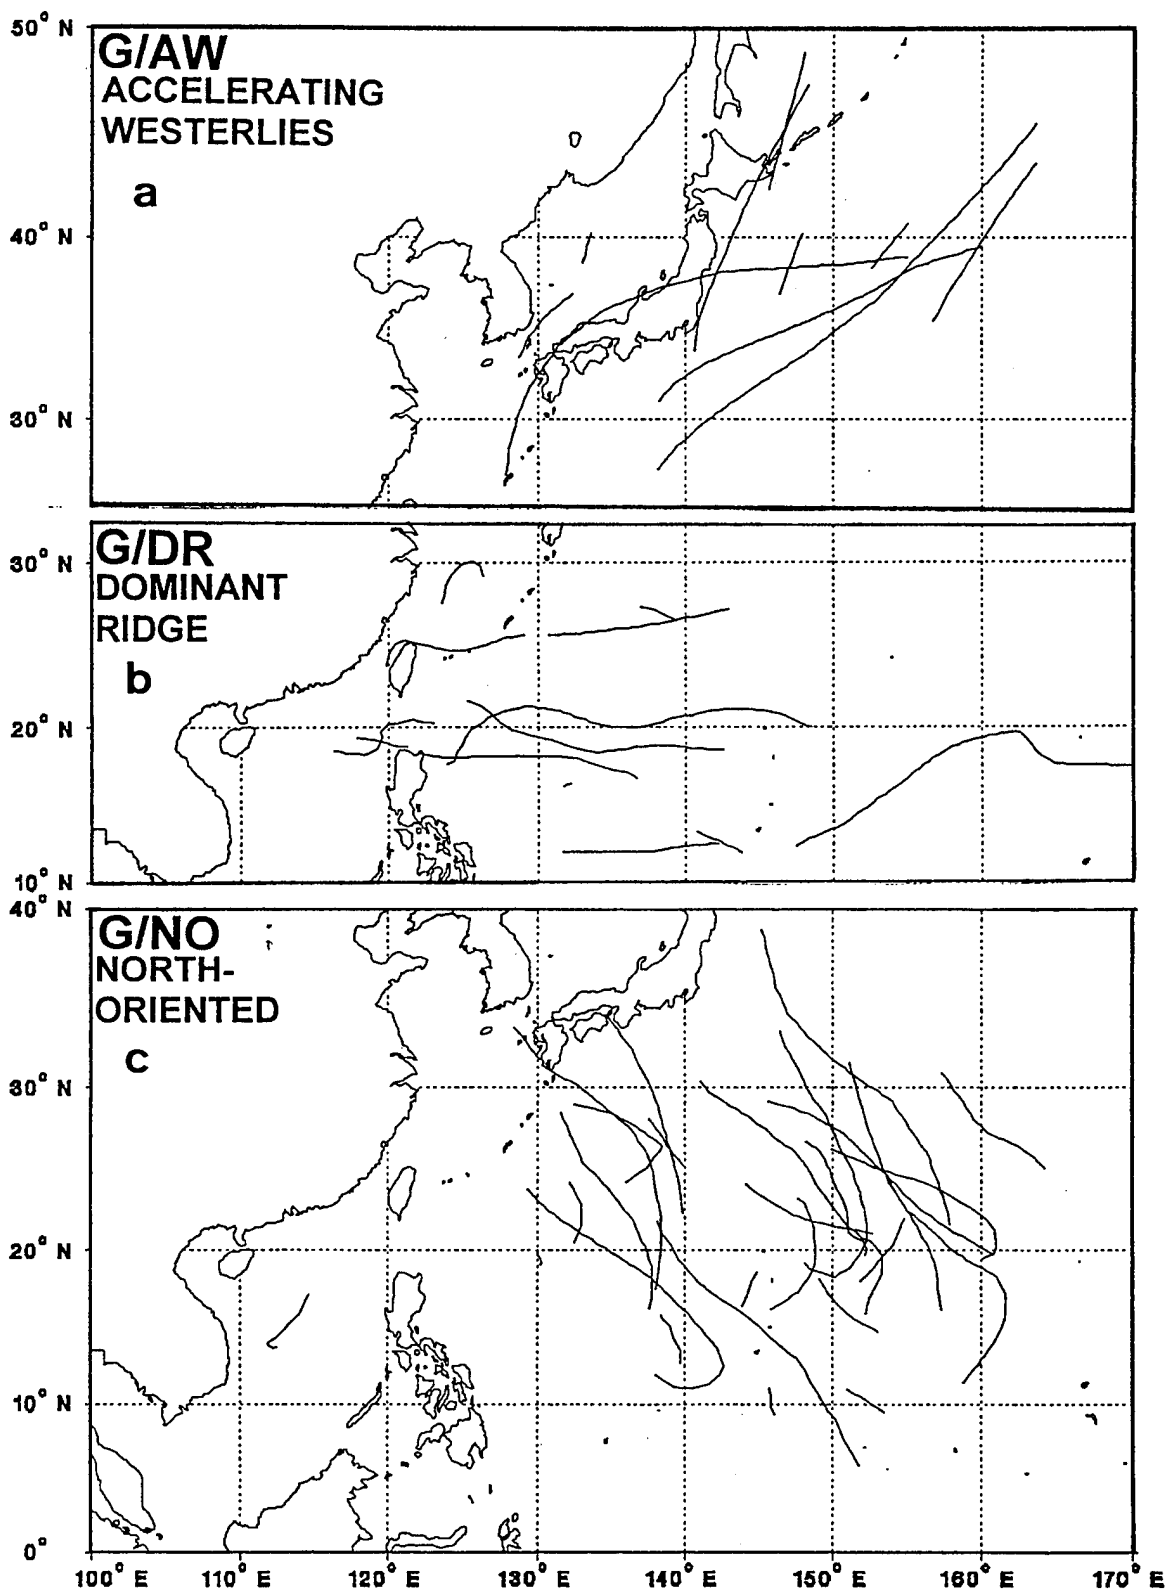 50° N
G/AW
ACCELERATING
WESTERLIES
a
40° N
30° N
G/DR
30° N
DOMINANT
RIDGE
b
20° N
10° N
40° N
G/NO
NORTH-
ORIENTED
c
30° N
20° N
10° N
0°
100° E 110° E 120° E 130° E 140° E 150° E 160° E 170° E